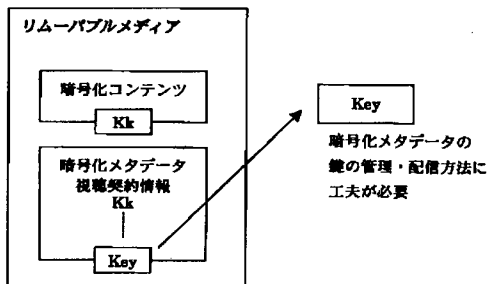 リムーバブルメディア
暗号化コンテンツ
Kk
暗号化メタデータ
視聴契約情報
Kk
Key
Key
暗号化メタデータの
鍵の管理・配信方法に
工夫が必要